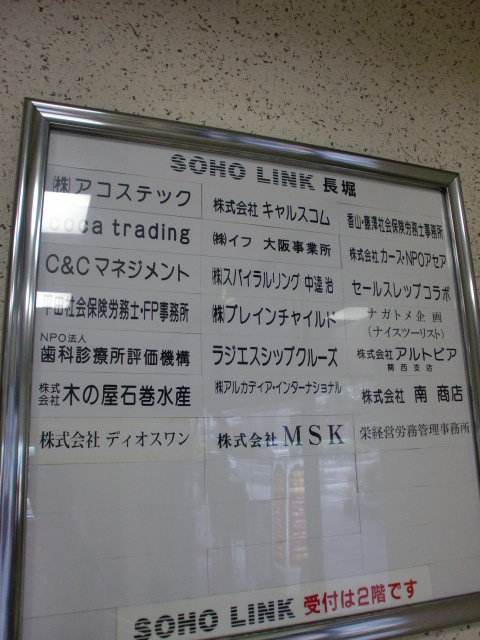 SOHO LINK 長堀
㈱アコステック
coca trading
C&Cマネジメント
平田社会保険労務士・FP事務所
NPO法人
歯科診療所評価機構
株式会社 木の屋石巻水産
株式会社 ディオスワン
株式会社 キャルスコム
㈱イフ 大阪事業所
㈱スパイラルリング 中達 治
㈱ブレインチャイルド
ラジエスシップクルーズ
㈱アルカディア・インターナショナル
株式会社 MSK
香山・藤澤社会保険労務士事務所
株式会社 カース・NPOアセア
セールスレップコラボ
ナガトメ企画
（ナイスツーリスト）
株式会社 アルトピア
関西支店
株式会社 南 商店
栄経営労務管理事務所
SOHO LINK 受付は2階です